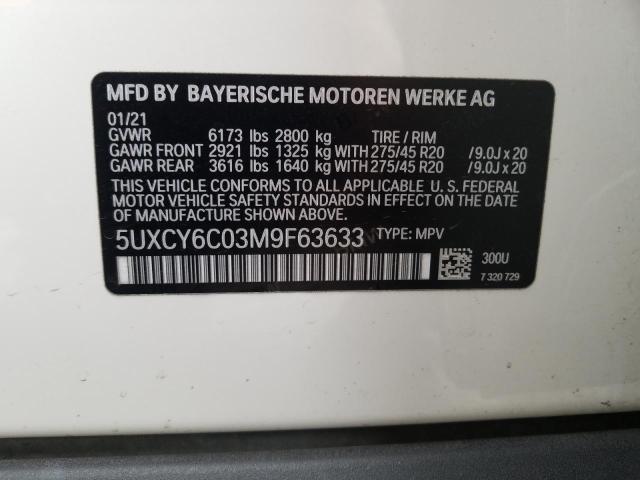 MFD BY BAYERISCHE MOTOREN WERKE AG
01/21
GVWR 6173 lbs 2800 kg TIRE / RIM
GAWR FRONT 2921 lbs 1325 kg WITH 275/45 R20 / 9.0J x 20
GAWR REAR 3616 lbs 1640 kg WITH 275/45 R20 / 9.0J x 20
THIS VEHICLE CONFORMS TO ALL APPLICABLE U. S. FEDERAL
MOTOR VEHICLE SAFETY STANDARDS IN EFFECT ON THE
DATE OF MANUFACTURE SHOWN ABOVE.
5UXCY6C03M9F63633 TYPE: MPV
300U
7 320 729